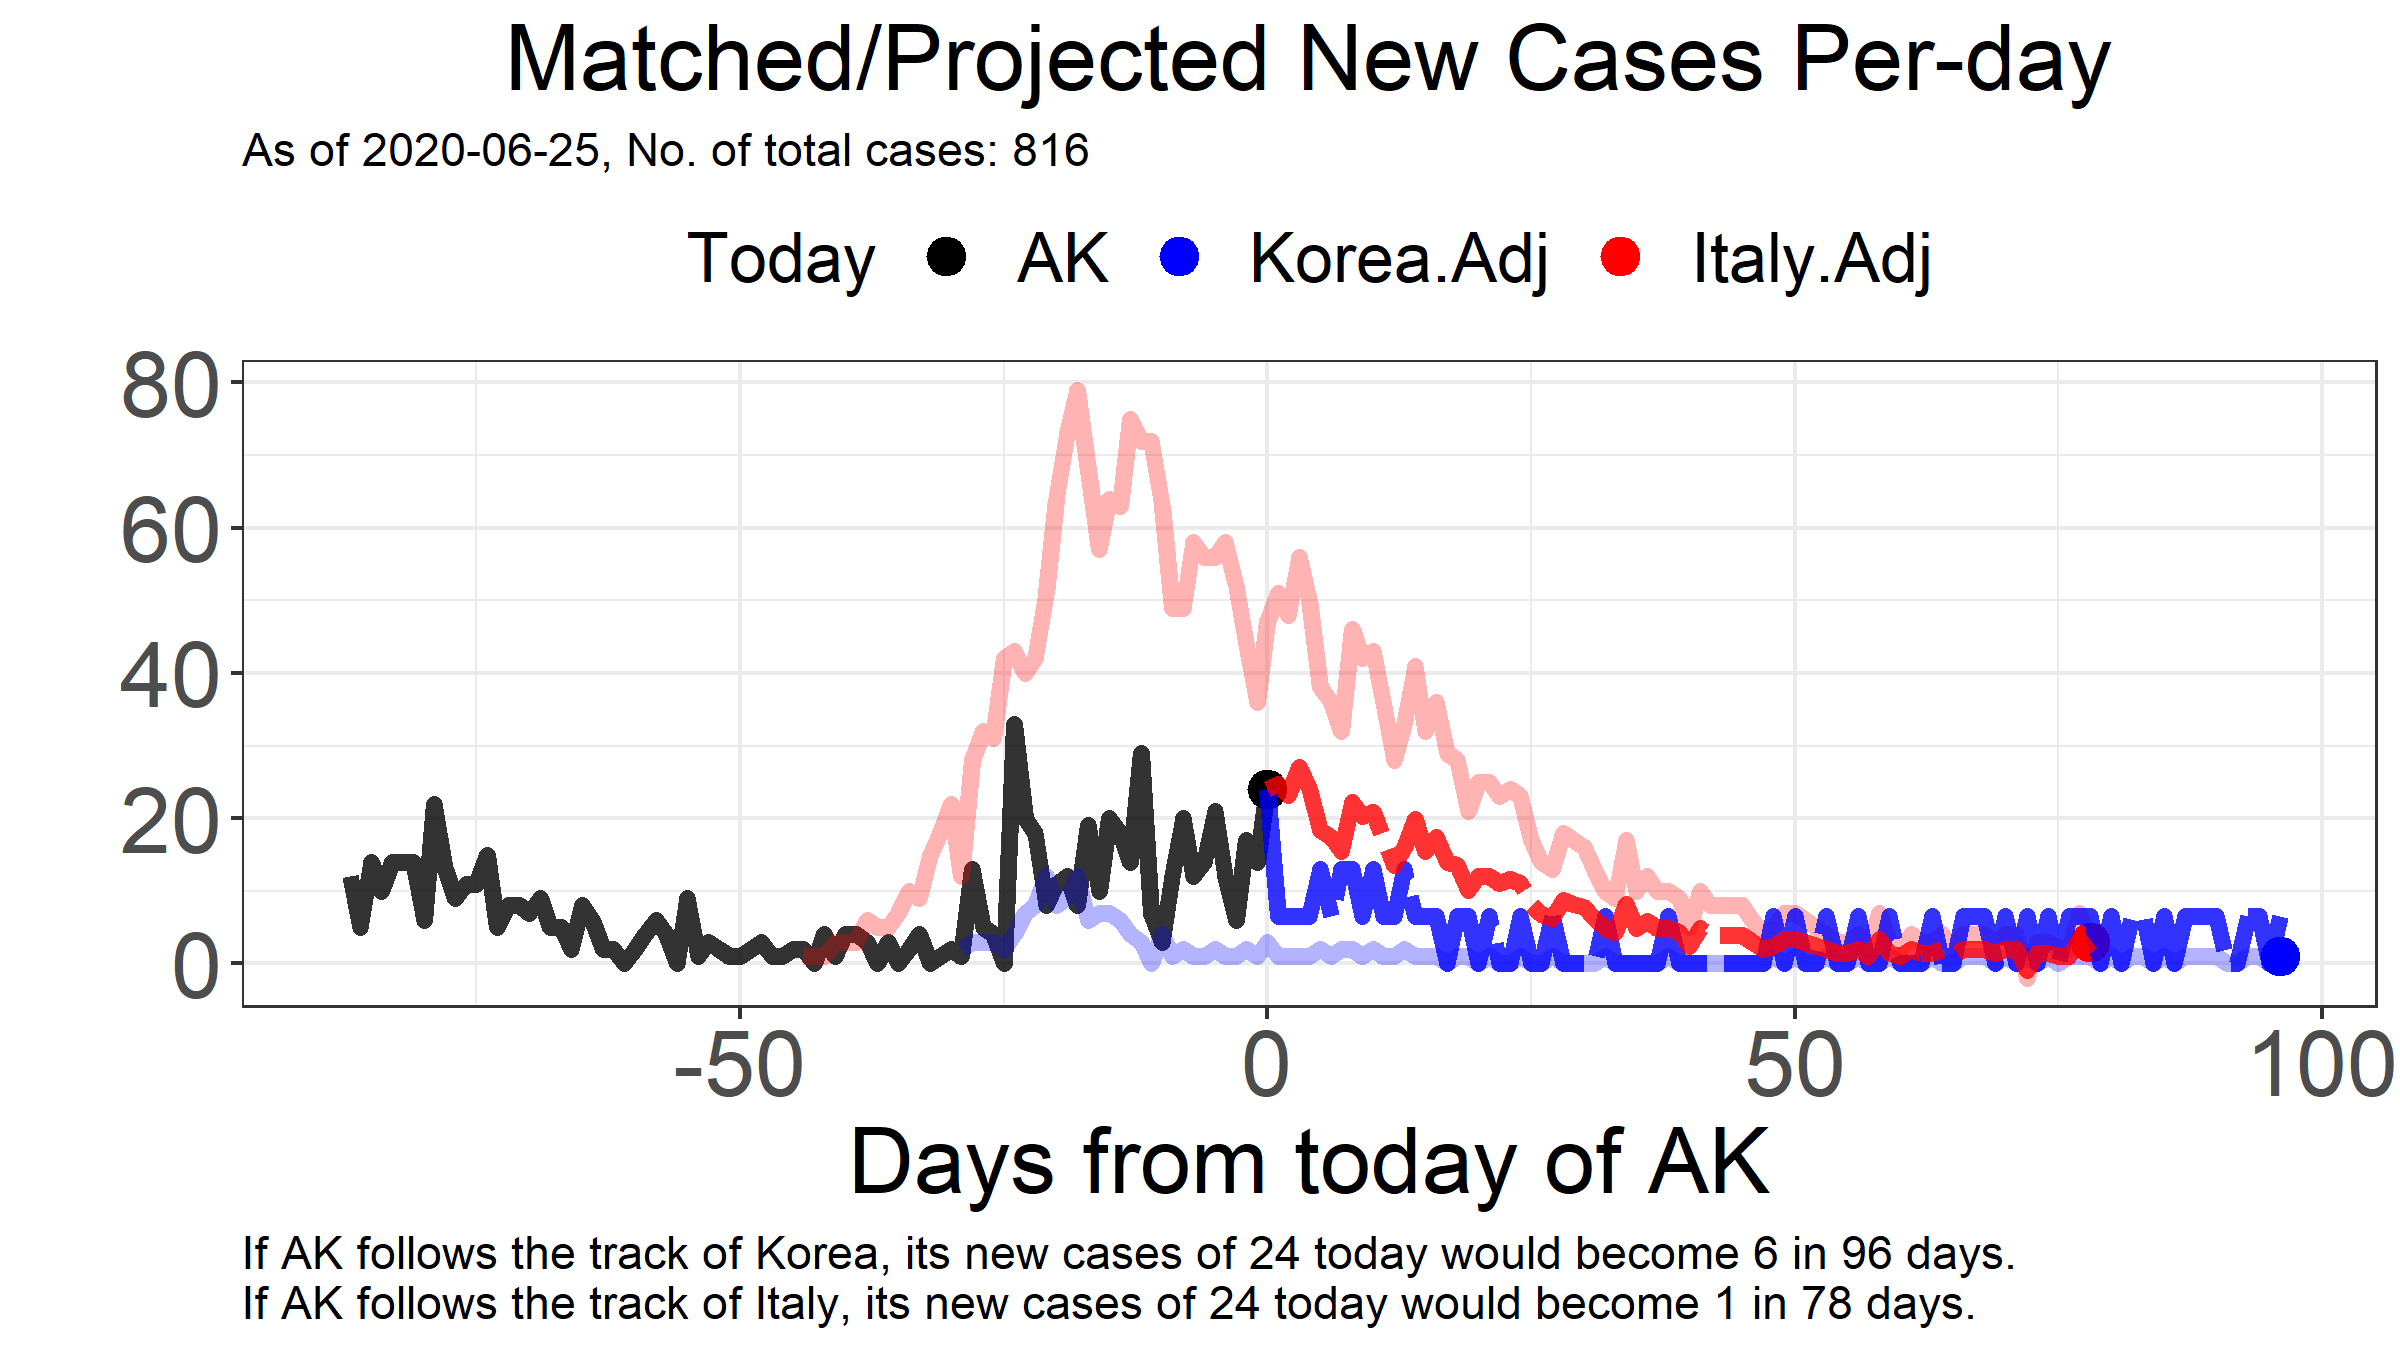 Matched/Projected New Cases Per-day
As of 2020-06-25, No. of total cases: 816
Today AK Korea.Adj Italy.Adj
80
60
40
20
0
-50 0 50 100
Days from today of AK
If AK follows the track of Korea, its new cases of 24 today would become 6 in 96 days.
If AK follows the track of Italy, its new cases of 24 today would become 1 in 78 days.